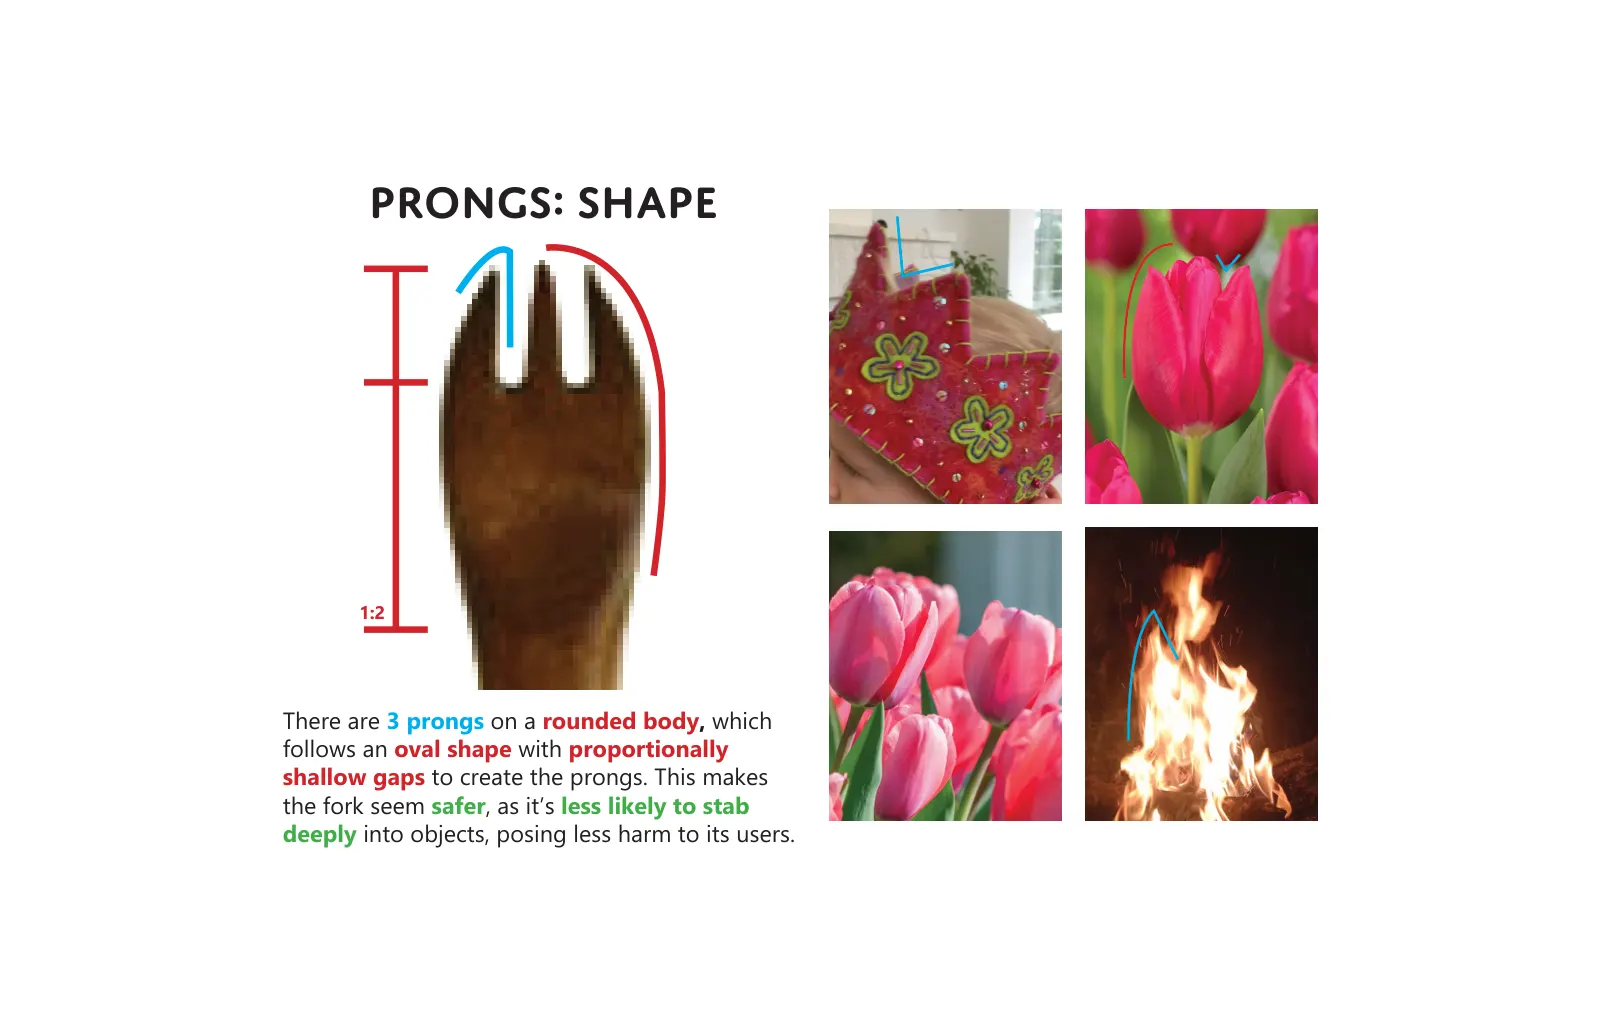 PRONGS: SHAPE
1:2
There are 3 prongs on a rounded body, which
follows an oval shape with proportionally
shallow gaps to create the prongs. This makes
the fork seem safer, as it’s less likely to stab
deeply into objects, posing less harm to its users.